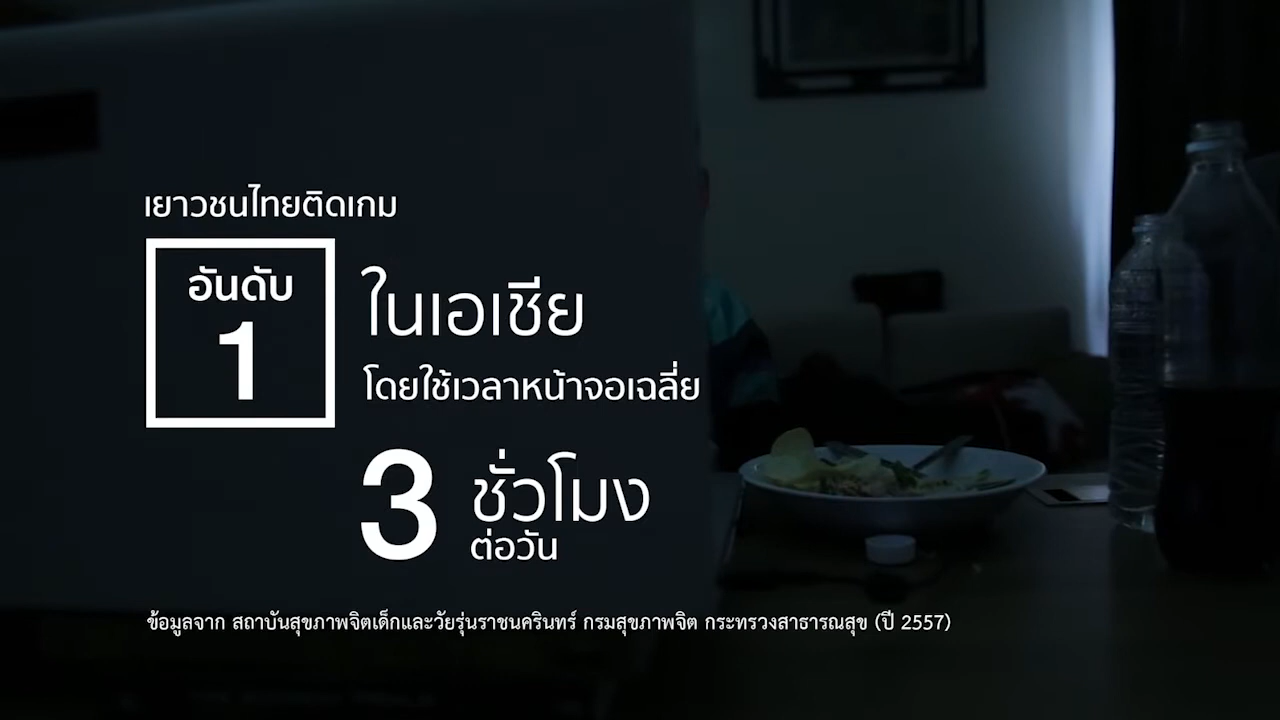 เยาวชนไทยติดเกม
อันดับ
1
ในเอเชีย
โดยใช้เวลาหน้าจอเฉลี่ย
3 ชั่วโมง
ต่อวัน
ข้อมูลจาก สถาบันสุขภาพจิตเด็กและวัยรุ่นราชนครินทร์ กรมสุขภาพจิต กระทรวงสาธารณสุข (ปี 2557)